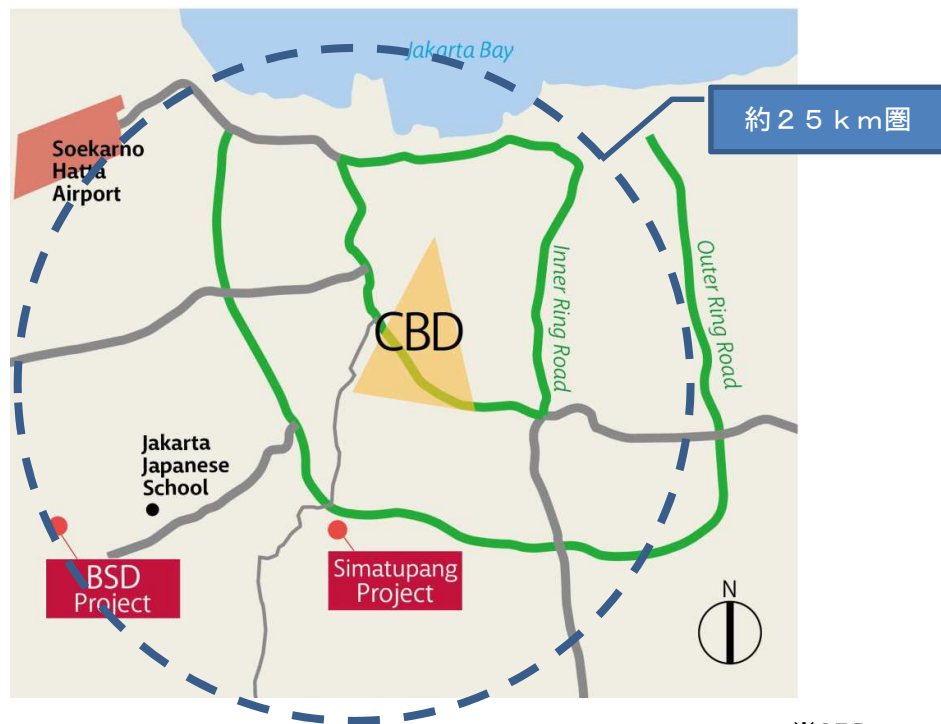 Jakarta Bay
約２５ｋｍ圏
Soekarno
Hatta
Airport
Inner Ring Road
Outer Ring Road
CBD
Jakarta
Japanese
School
BSD
Project
Simatupang
Project
N